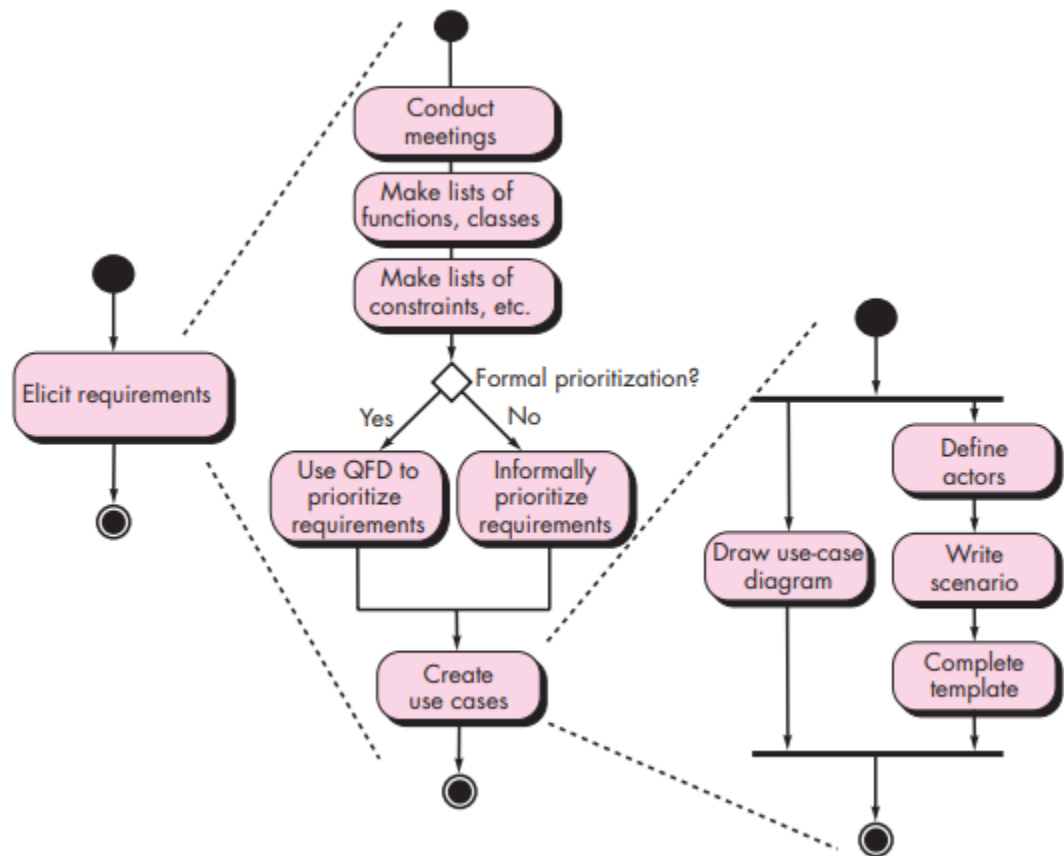 Elicit requirements
Conduct
meetings
Make lists of
functions, classes
Make lists of
constraints, etc.
Formal prioritization?
Yes
No
Use QFD to
prioritize
requirements
Informally
prioritize
requirements
Create
use cases
Draw use-case
diagram
Define
actors
Write
scenario
Complete
template